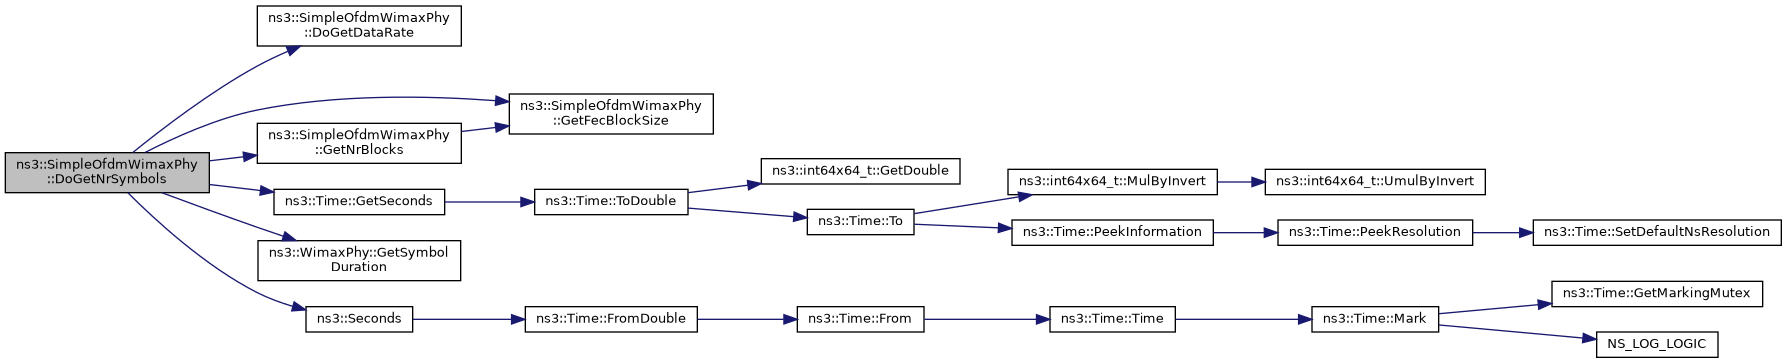 ns3::SimpleOfdmWimaxPhy
::DoGetDataRate
ns3::SimpleOfdmWimaxPhy
::GetFecBlockSize
ns3::SimpleOfdmWimaxPhy
::GetNrBlocks
ns3::SimpleOfdmWimaxPhy
::DoGetNrSymbols
ns3::int64x64_t::GetDouble
ns3::int64x64_t::MulByInvert
ns3::int64x64_t::UmulByInvert
ns3::Time::GetSeconds
ns3::Time::ToDouble
ns3::Time::To
ns3::Time::PeekInformation
ns3::Time::PeekResolution
ns3::Time::SetDefaultNsResolution
ns3::WimaxPhy::GetSymbol
Duration
ns3::Seconds
ns3::Time::FromDouble
ns3::Time::From
ns3::Time::Time
ns3::Time::Mark
ns3::Time::GetMarkingMutex
NS_LOG_LOGIC